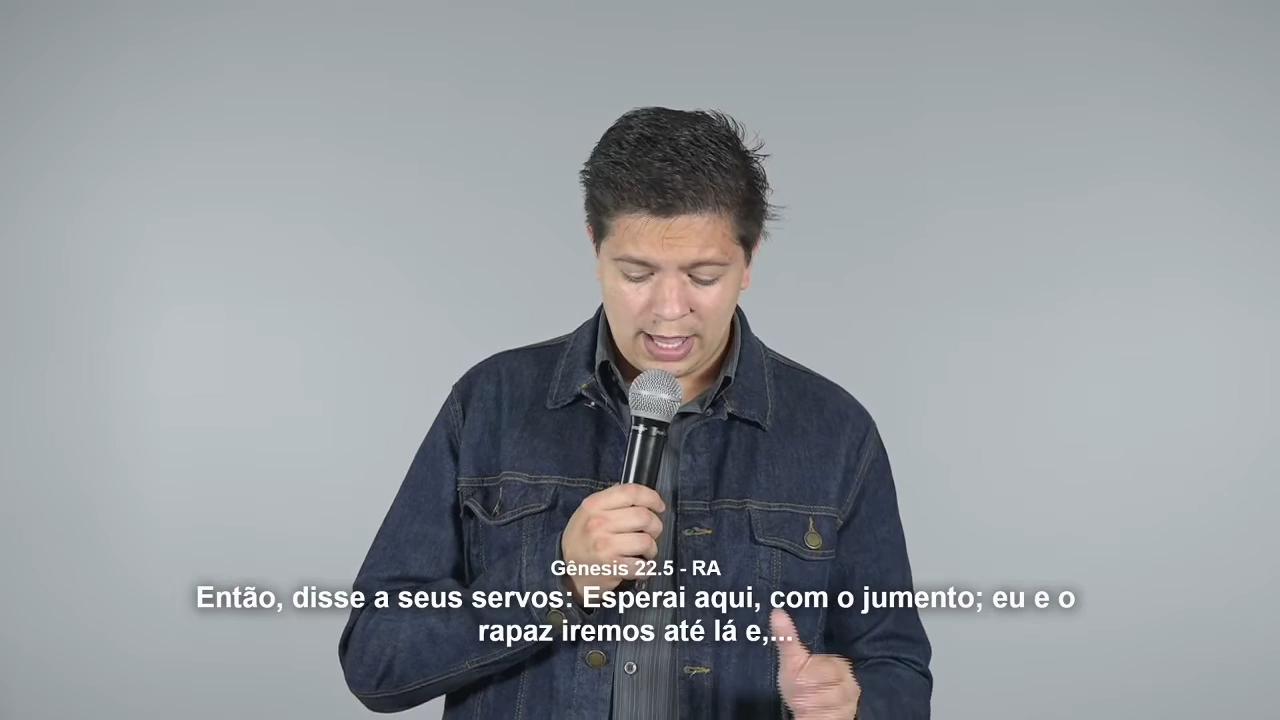 Gênesis 22.5 - RA
Então, disse a seus servos: Esperai aqui, com o jumento; eu e o
rapaz iremos até lá e,...